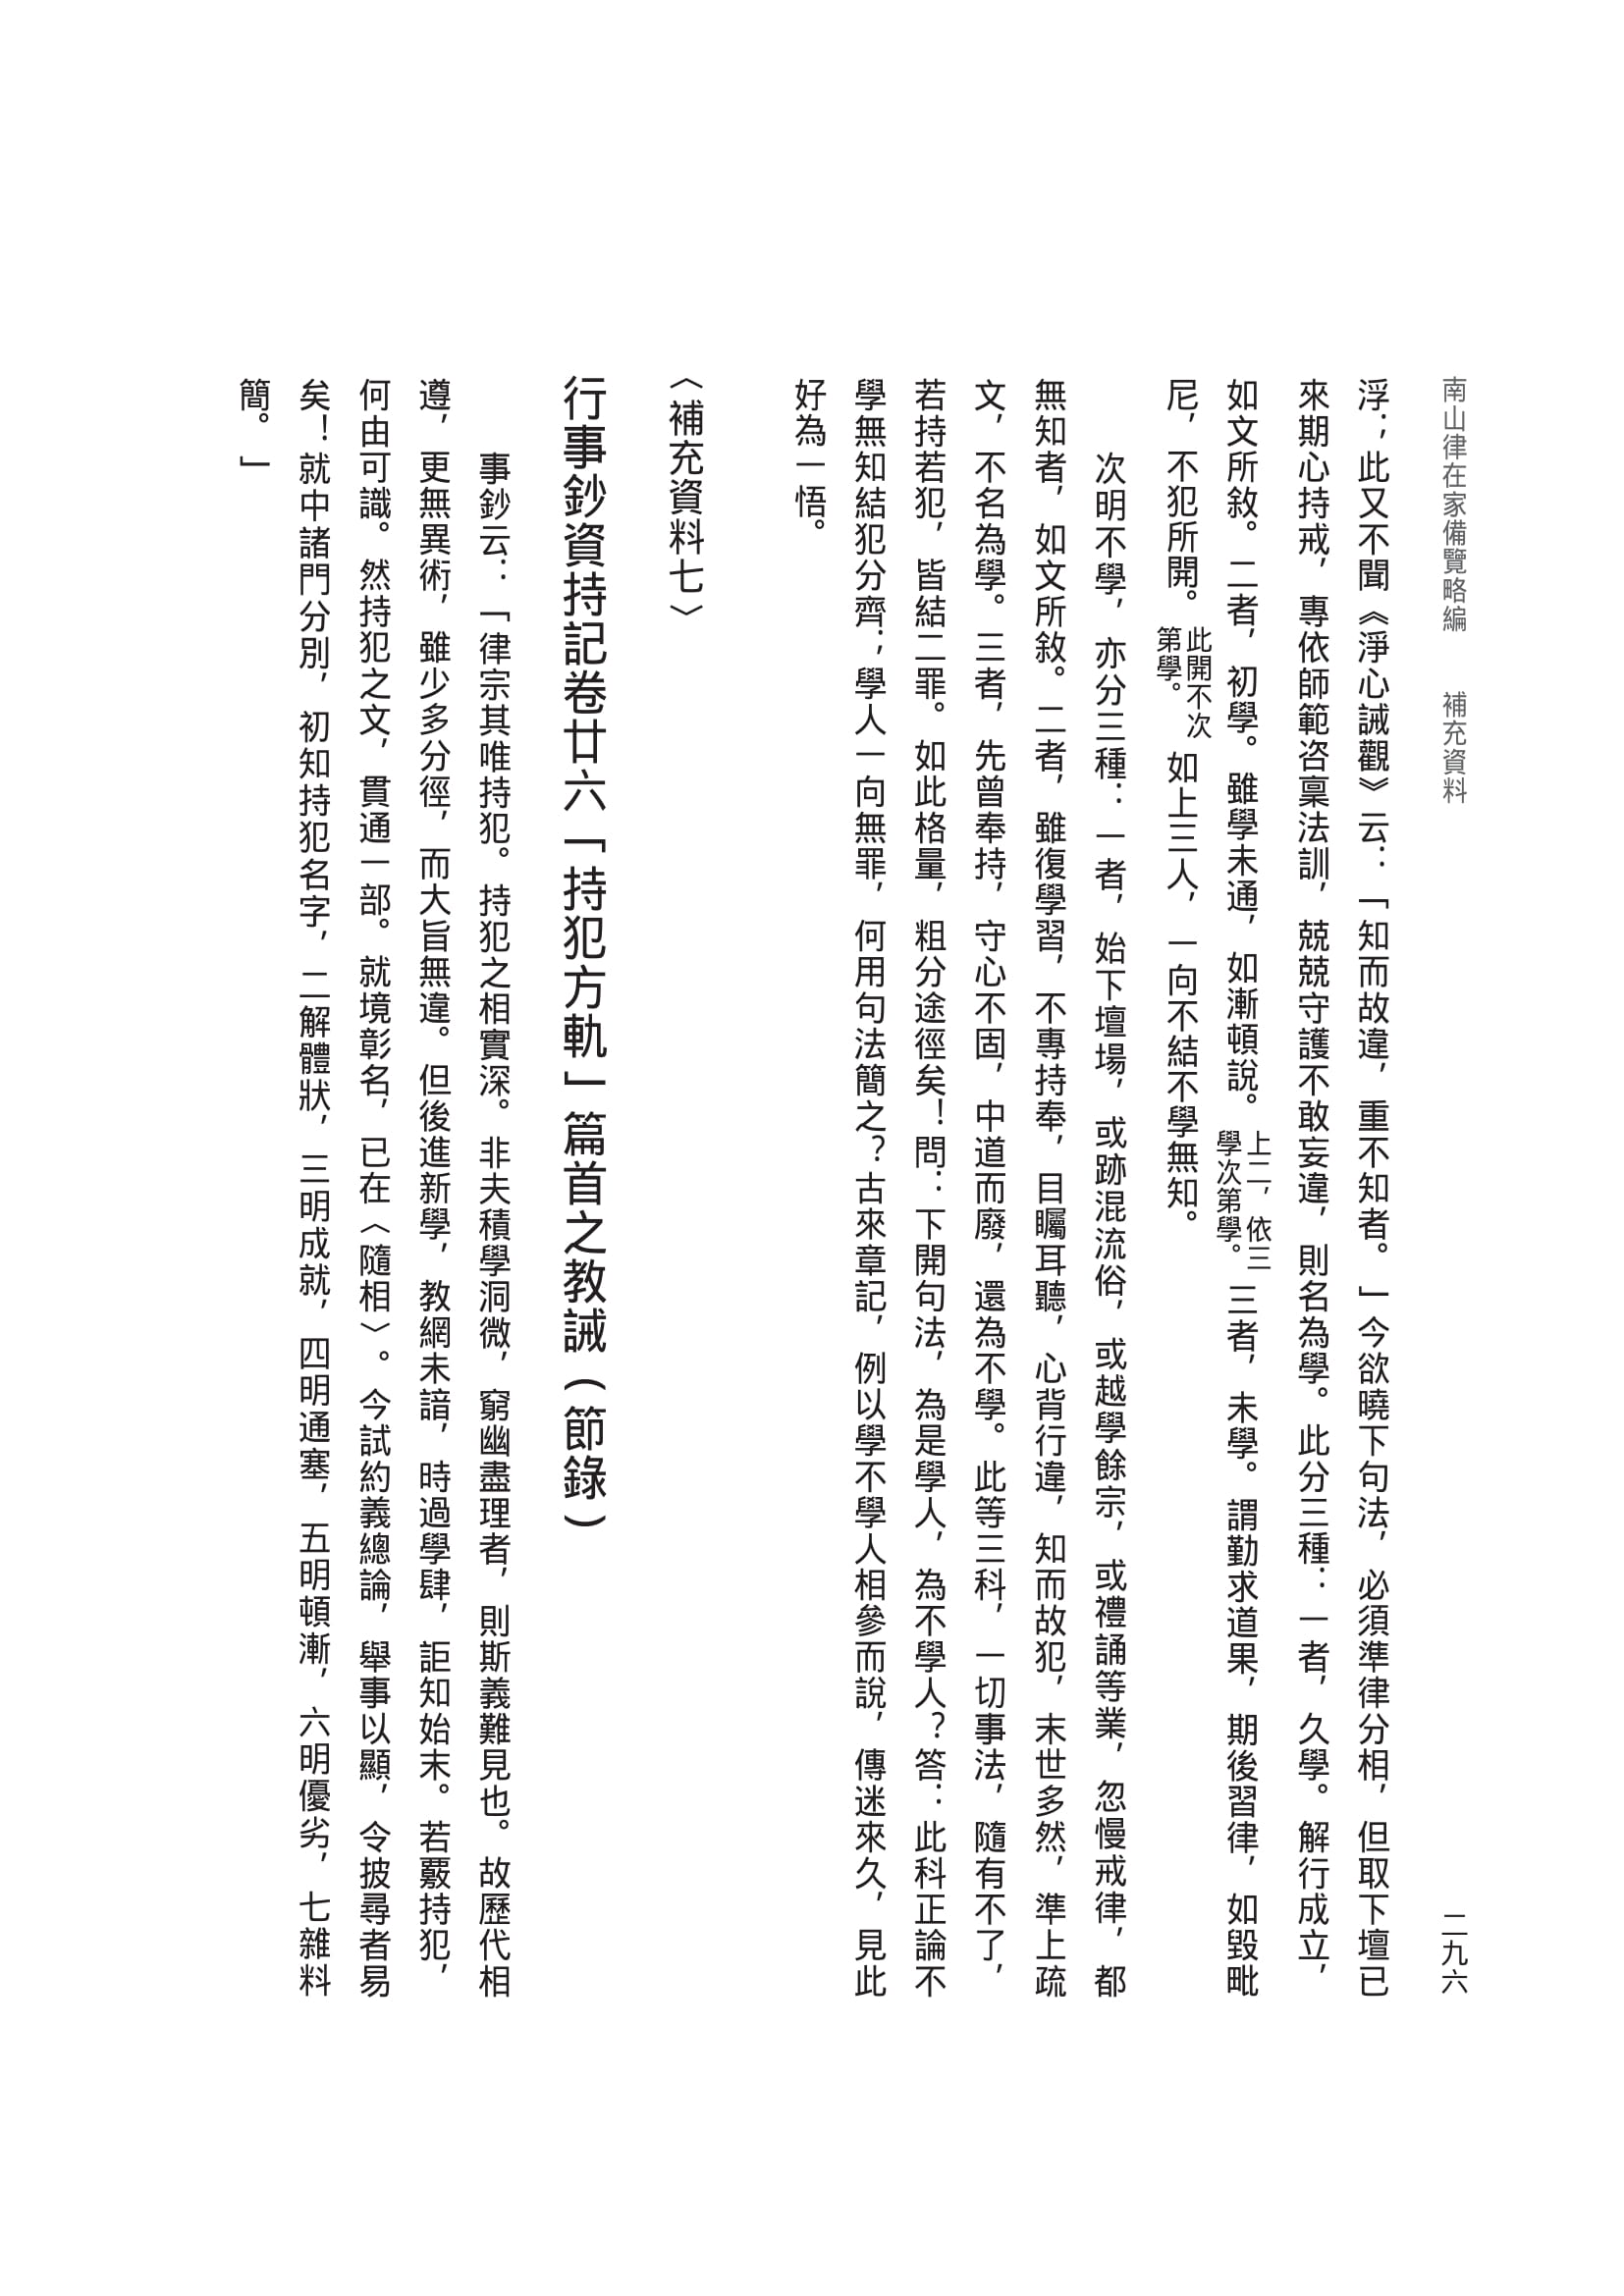 南山律在家備覽略編　補充資料
二九六
浮；此又不聞《淨心誡觀》云：「知而故違，重不知者。」今欲曉下句法，必須準律分相，但取下壇已
來期心持戒，專依師範咨稟法訓，兢兢守護不敢妄違，則名為學。此分三種：一者，久學。解行成立，
如文所敘。二者，初學。雖學未通，如漸頓說。上二，依三學次第學。三者，未學。謂勤求道果，期後習律，如毀毗
尼，不犯所開。此開不次第學。如上三人，一向不結不學無知。
次明不學，亦分三種：一者，始下壇場，或跡混流俗，或越學餘宗，或禮誦等業，忽慢戒律，都
無知者，如文所敘。二者，雖復學習，不專持奉，目矚耳聽，心背行違，知而故犯，末世多然，準上疏
文，不名為學。三者，先曾奉持，守心不固，中道而廢，還為不學。此等三科，一切事法，隨有不了，
若持若犯，皆結二罪。如此格量，粗分途徑矣！問：下開句法，為是學人，為不學人？答：此科正論不
學無知結犯分齊；學人一向無罪，何用句法簡之？古來章記，例以學不學人相參而說，傳迷來久，見此
好為一悟。
〈補充資料七〉
行事鈔資持記卷廿六「持犯方軌」篇首之教誡（節錄）
事鈔云：「律宗其唯持犯。持犯之相實深。非夫積學洞微，窮幽盡理者，則斯義難見也。故歷代相
遵，更無異術，雖少多分徑，而大旨無違。但後進新學，教網未諳，時過學肆，詎知始末。若覈持犯，
何由可識。然持犯之文，貫通一部。就境彰名，已在〈隨相〉。今試約義總論，舉事以顯，令披尋者易
矣！就中諸門分別，初知持犯名字，二解體狀，三明成就，四明通塞，五明頓漸，六明優劣，七雜料
簡。」